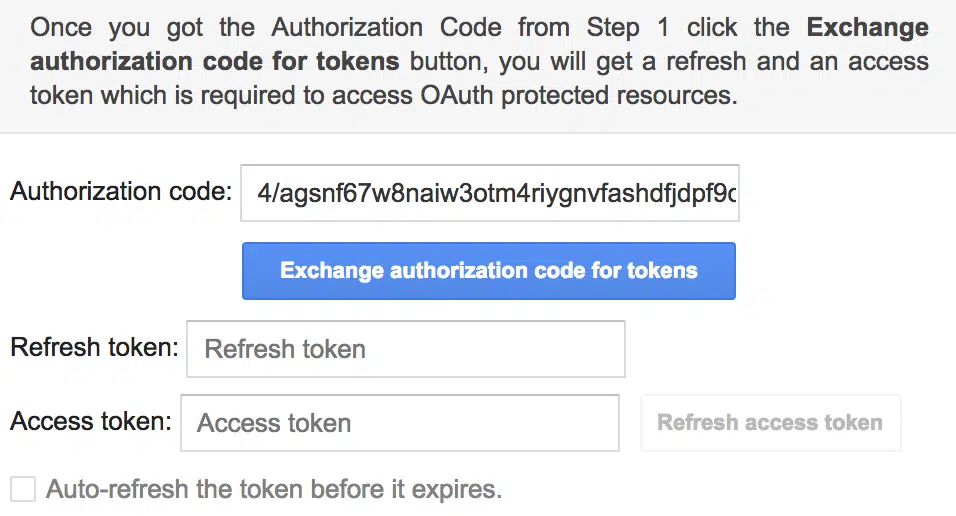 Once you got the Authorization Code from Step 1 click the Exchange
authorization code for tokens button, you will get a refresh and an access
token which is required to access OAuth protected resources.
Authorization code: 4/agsnf67w8naiw3otm4riygnvfashdfjdpf9
Exchange authorization code for tokens
Refresh token: Refresh token
Access token: Access token Refresh access token
Auto-refresh the token before it expires.